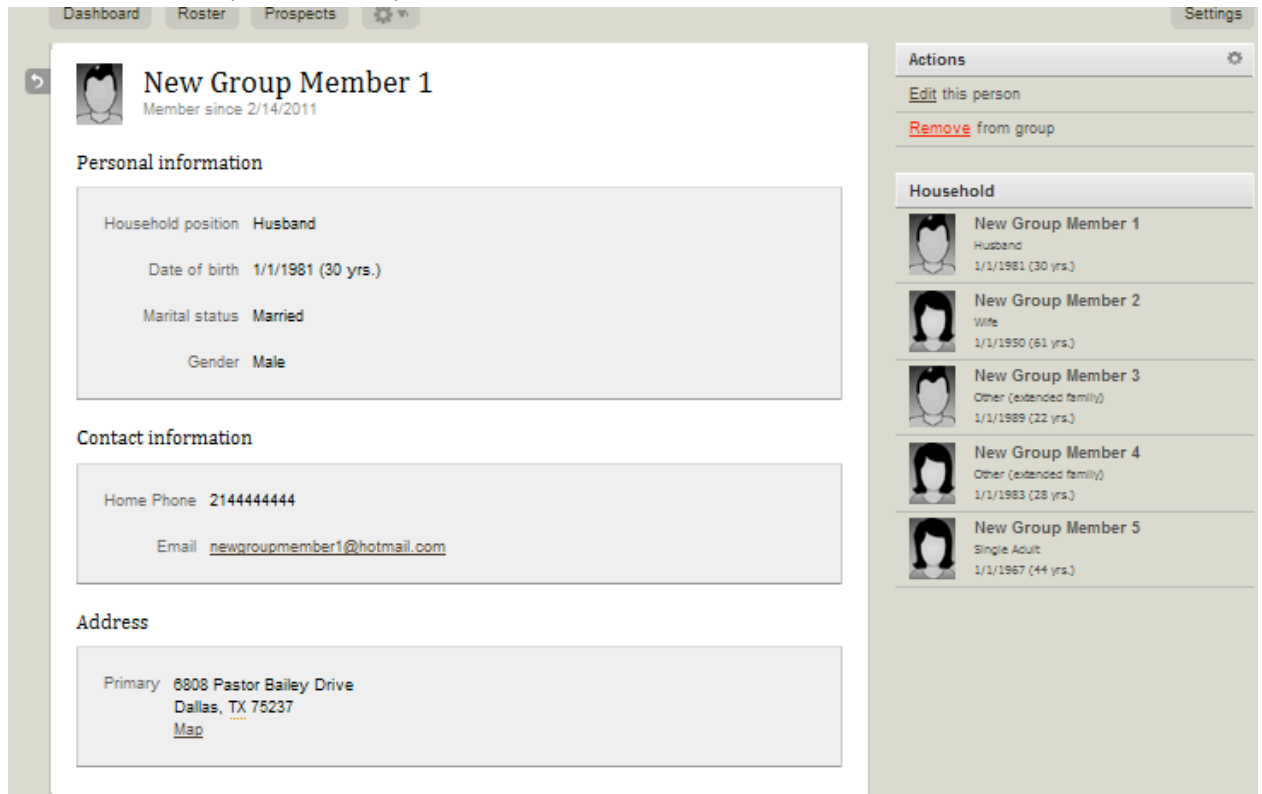 Dashboard Roster Prospects Settings
New Group Member 1
Member since 2/14/2011
Personal information
Household position Husband
Date of birth 1/1/1981 (30 yrs.)
Marital status Married
Gender Male
Contact information
Home Phone 2144444444
Email newgroupmember1@hotmail.com
Address
Primary 6808 Pastor Bailey Drive
Dallas, TX 75237
Map
Actions
Edit this person
Remove from group
Household
New Group Member 1
Husband
1/1/1981 (30 yrs.)
New Group Member 2
Wife
1/1/1950 (61 yrs.)
New Group Member 3
Other (extended family)
1/1/1989 (22 yrs.)
New Group Member 4
Other (extended family)
1/1/1983 (28 yrs.)
New Group Member 5
Single Adult
1/1/1967 (44 yrs.)